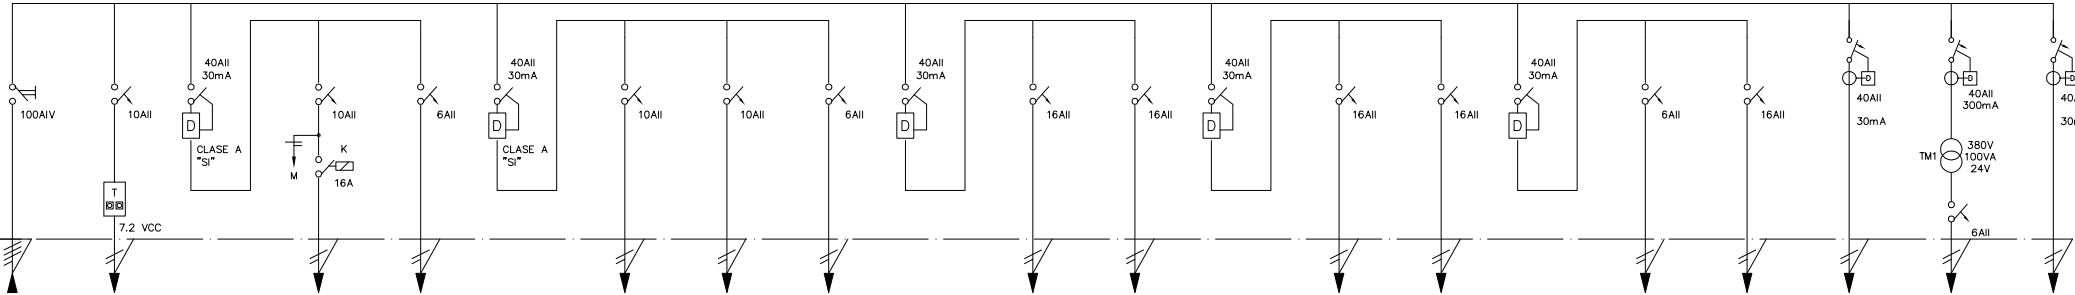 100AIV
10AII
T
7.2 VCC
40AII
30mA
D
CLASE A
"SI"
10AII
M
K
16A
6AII
40AII
30mA
D
CLASE A
"SI"
10AII
10AII
6AII
40AII
30mA
D
16AII
16AII
40AII
30mA
D
16AII
16AII
40AII
30mA
D
6AII
16AII
D
40AII
30mA
D
40AII
300mA
TM1
380V
100VA
24V
6AII
D